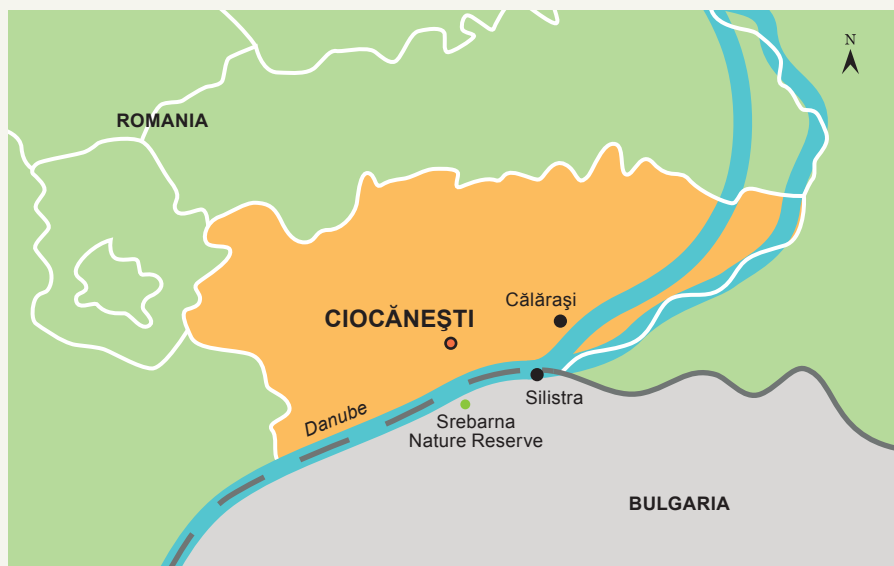 N
ROMANIA
Călăraşi
CIOCĂNEŞTI
Silistra
Danube
Srebarna
Nature Reserve
BULGARIA